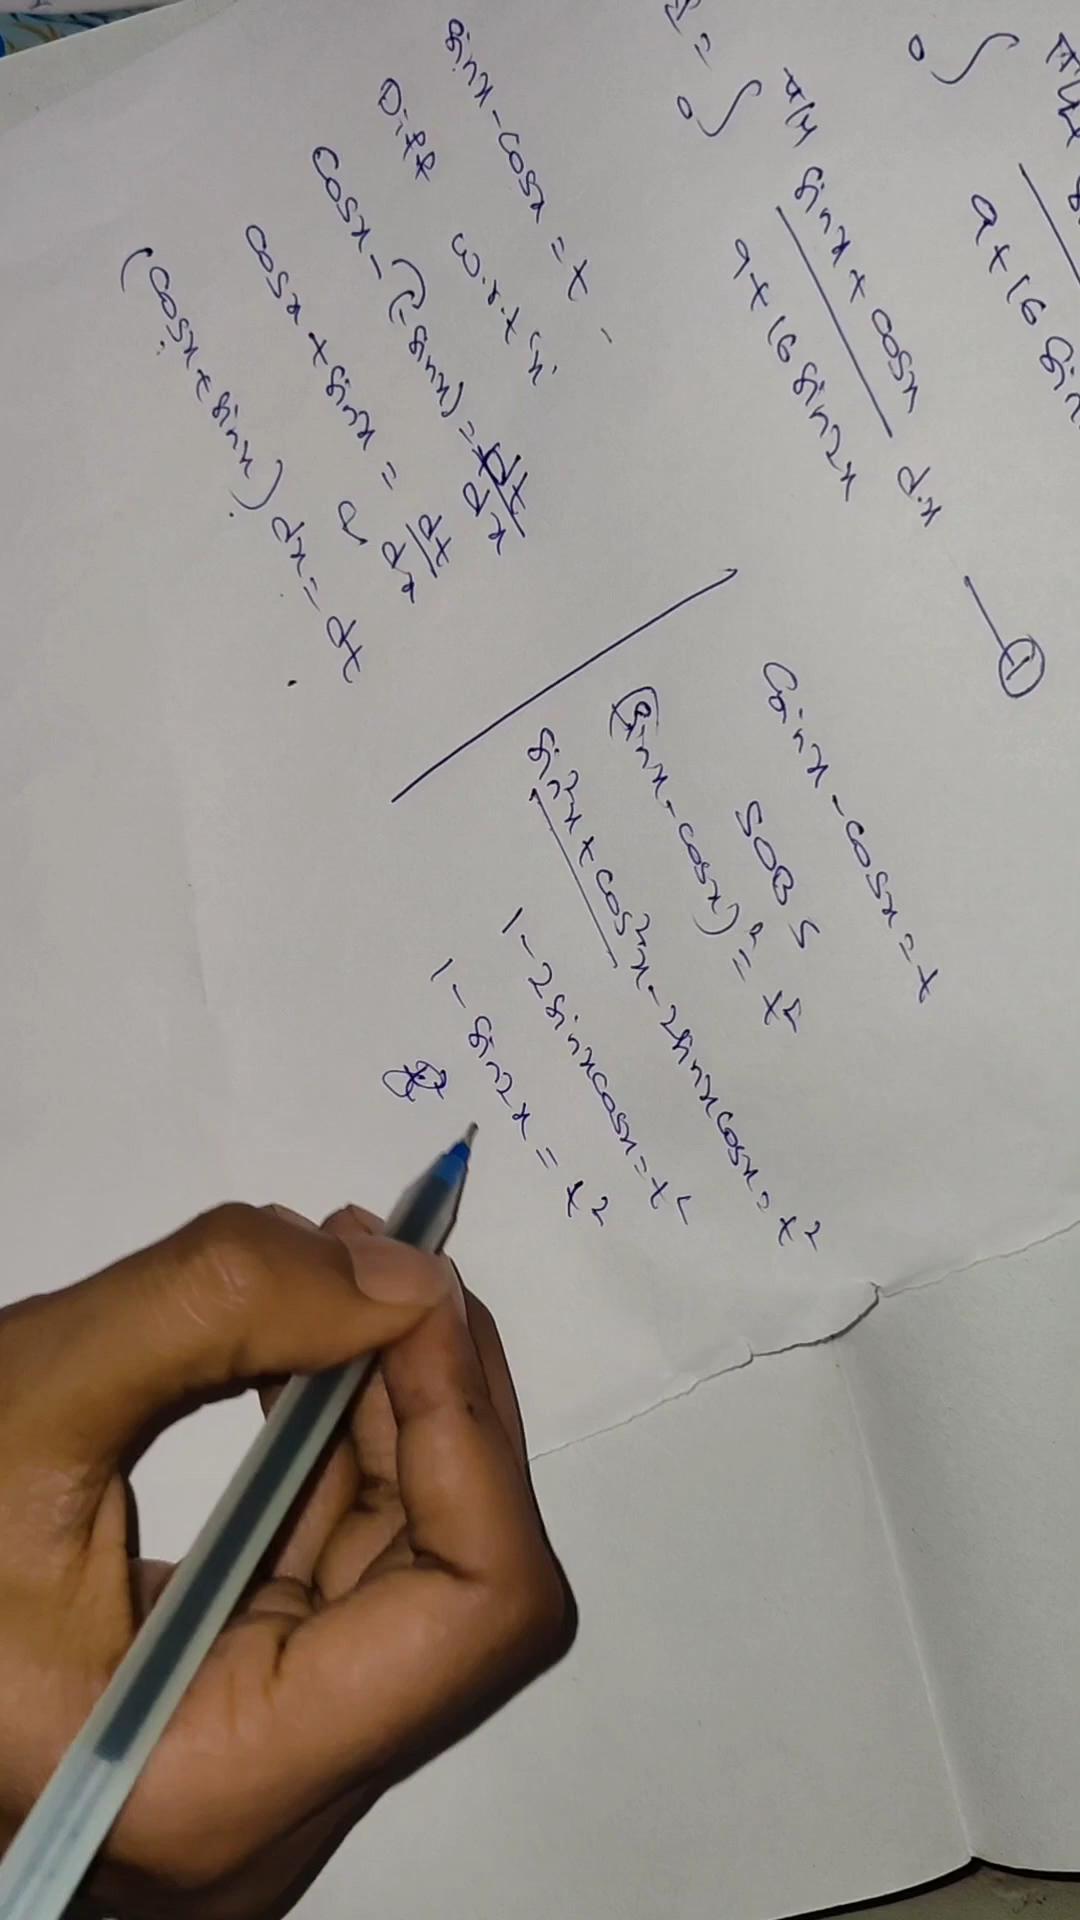 ∫₀^π/4 9+16 sin
I = ∫₀^π/4 (sinx + cosx)/(9+16 sin2x) dx — ①
sinx - cosx = t
Diff w.r.t 'x'
cosx - (-sinx) = dt/dx
cosx + sinx = dt/dx
(cosx + sinx) dx = dt
sinx - cosx = t
SOBS
(sinx - cosx)² = t²
sin²x + cos²x - 2sinxcosx = t²
1 - 2sinxcosx = t²
1 - sin2x = t²